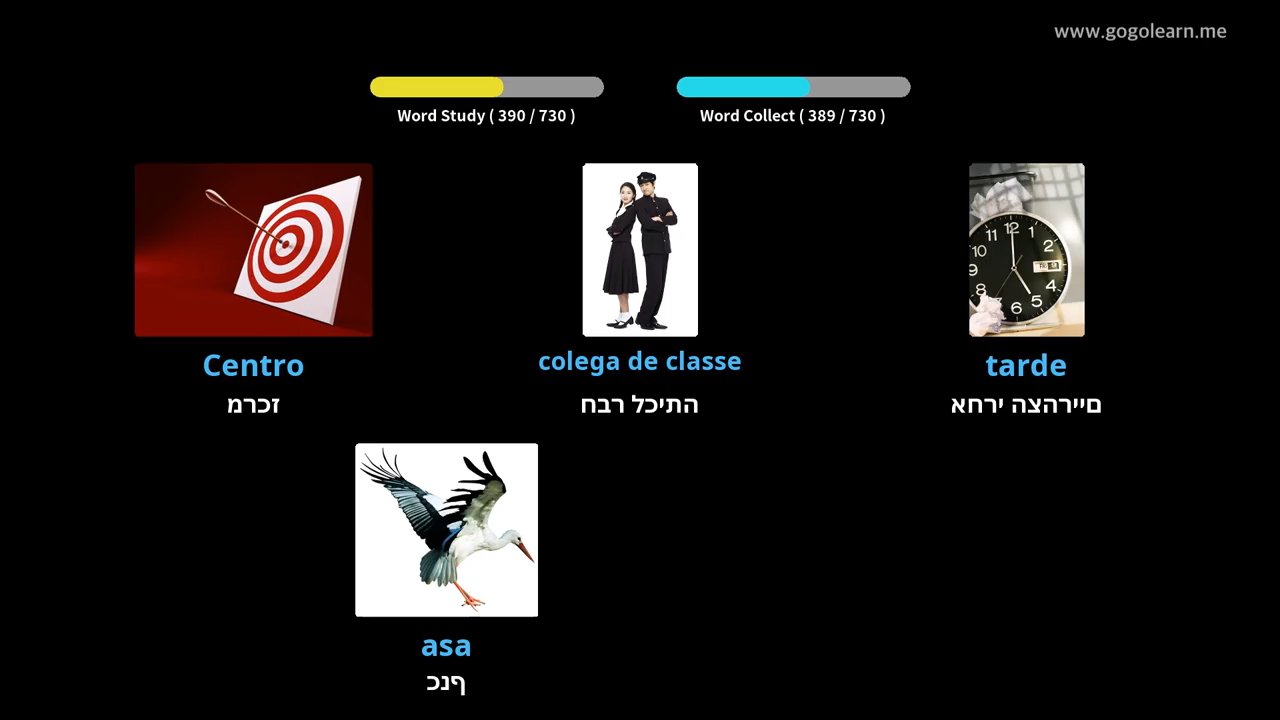 www.gogolearn.me
Word Study ( 390 / 730 )
Word Collect ( 389 / 730 )
Centro
זכרמ
colega de classe
התיכל רבח
tarde
םיירהצה ירחא
asa
ףנכ